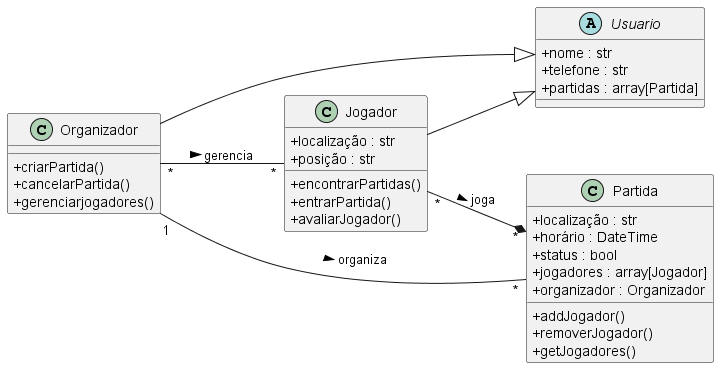 A Usuario
+nome : str
+telefone : str
+partidas : array[Partida]
C Organizador
+criarPartida()
+cancelarPartida()
+gerenciarjogadores()
C Jogador
+localização : str
+posição : str
+encontrarPartidas()
+entrarPartida()
+avaliarJogador()
gerencia
*
*
joga
*
*
organiza
1
*
C Partida
+localização : str
+horário : DateTime
+status : bool
+jogadores : array[Jogador]
+organizador : Organizador
+addJogador()
+removerJogador()
+getJogadores()